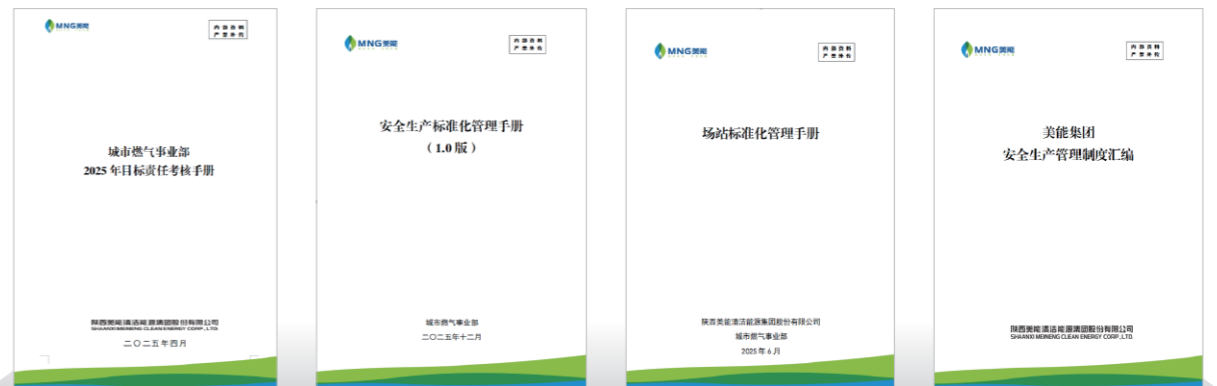 MNG美能
内部资料
严禁外传
城市燃气事业部
2025年目标责任考核手册
陕西美能清洁能源集团股份有限公司
SHAANXI MEINENG CLEAN ENERGY CORP.,LTD.
二〇二五年四月
MNG美能
内部资料
严禁外传
安全生产标准化管理手册
（1.0版）
城市燃气事业部
二〇二五年十二月
MNG美能
内部资料
严禁外传
场站标准化管理手册
陕西美能清洁能源集团股份有限公司
城市燃气事业部
2025年6月
MNG美能
内部资料
严禁外传
美能集团
安全生产管理制度汇编
陕西美能清洁能源集团股份有限公司
SHAANXI MEINENG CLEAN ENERGY CORP.,LTD.